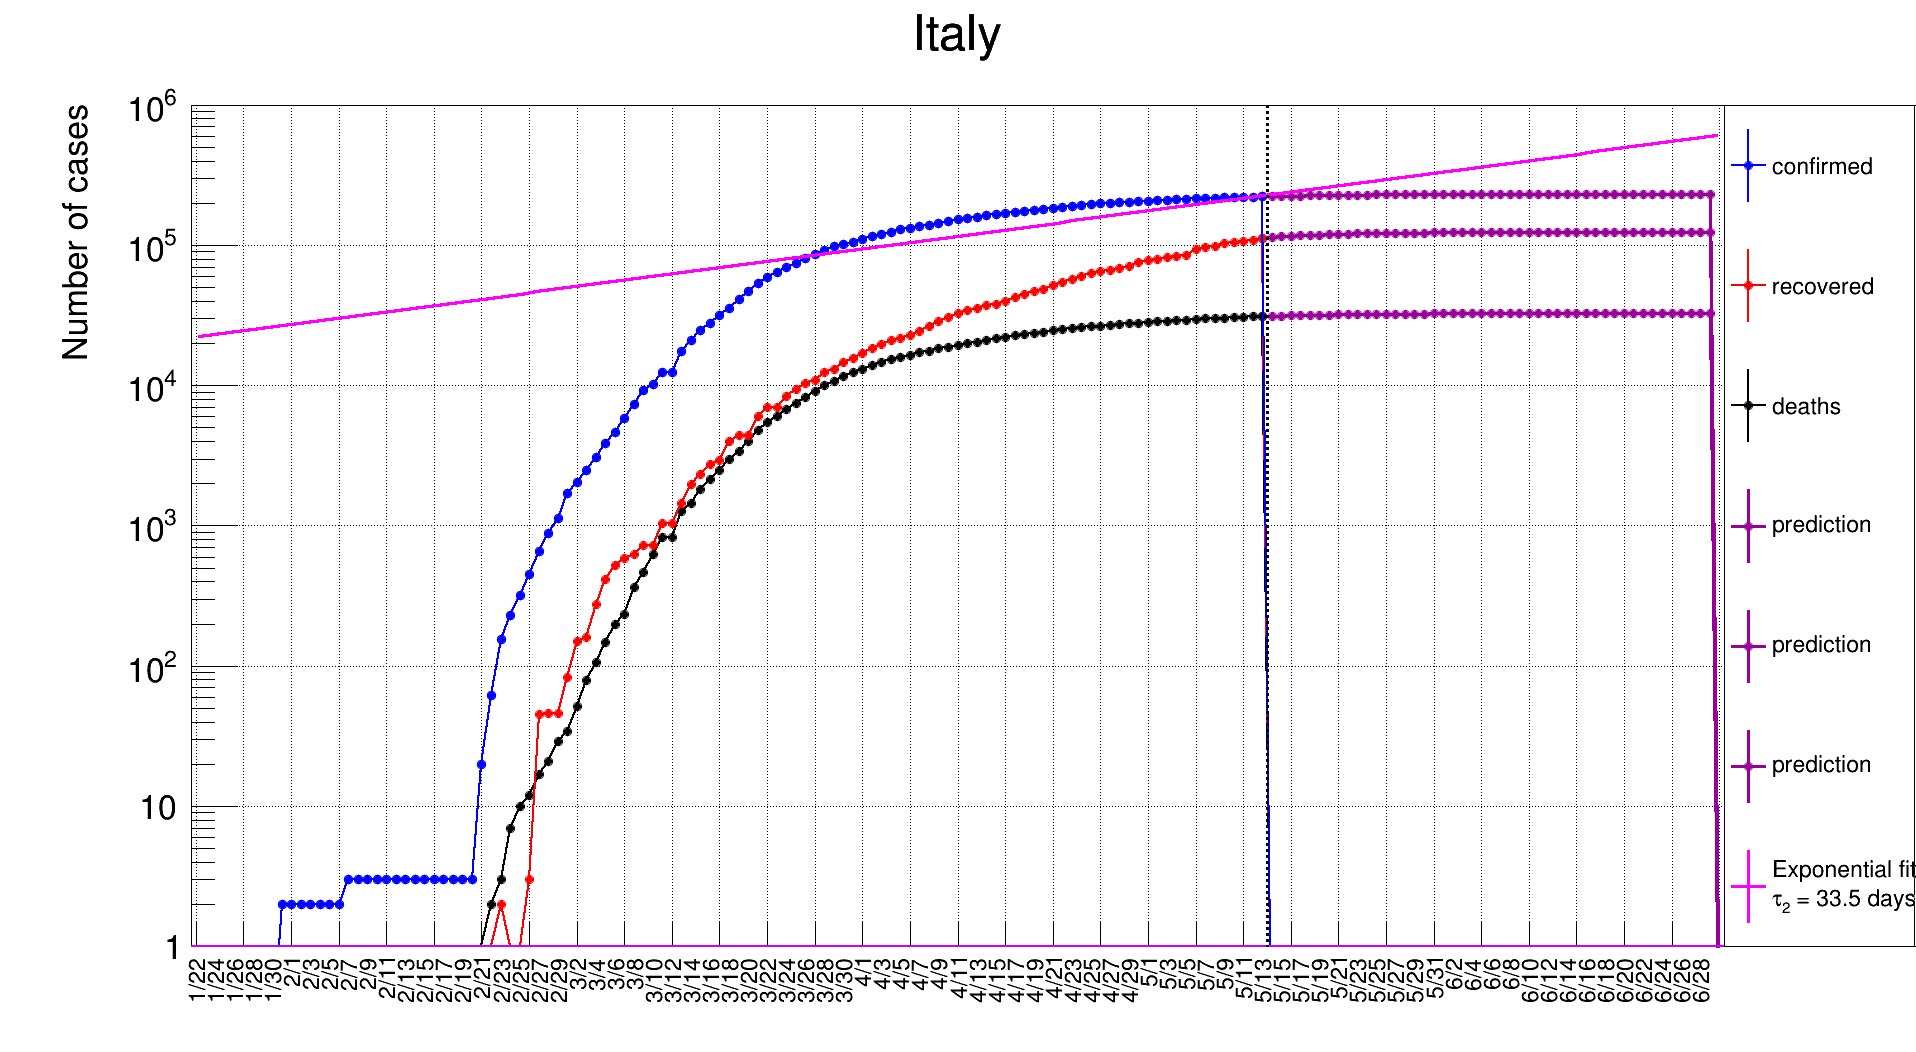 Italy
Number of cases
10^6
10^5
10^4
10^3
10^2
10
1
1/22 1/24 1/26 1/28 1/30 2/1 2/3 2/5 2/7 2/9 2/11 2/13 2/15 2/17 2/19 2/21 2/23 2/25 2/27 2/29 3/2 3/4 3/6 3/8 3/10 3/12 3/14 3/16 3/18 3/20 3/22 3/24 3/26 3/28 3/30 4/1 4/3 4/5 4/7 4/9 4/11 4/13 4/15 4/17 4/19 4/21 4/23 4/25 4/27 4/29 5/1 5/3 5/5 5/7 5/9 5/11 5/13 5/15 5/17 5/19 5/21 5/23 5/25 5/27 5/29 5/31 6/2 6/4 6/6 6/8 6/10 6/12 6/14 6/16 6/18 6/20 6/22 6/24 6/26 6/28
confirmed
recovered
deaths
prediction
prediction
prediction
Exponential fit
τ₂ = 33.5 days